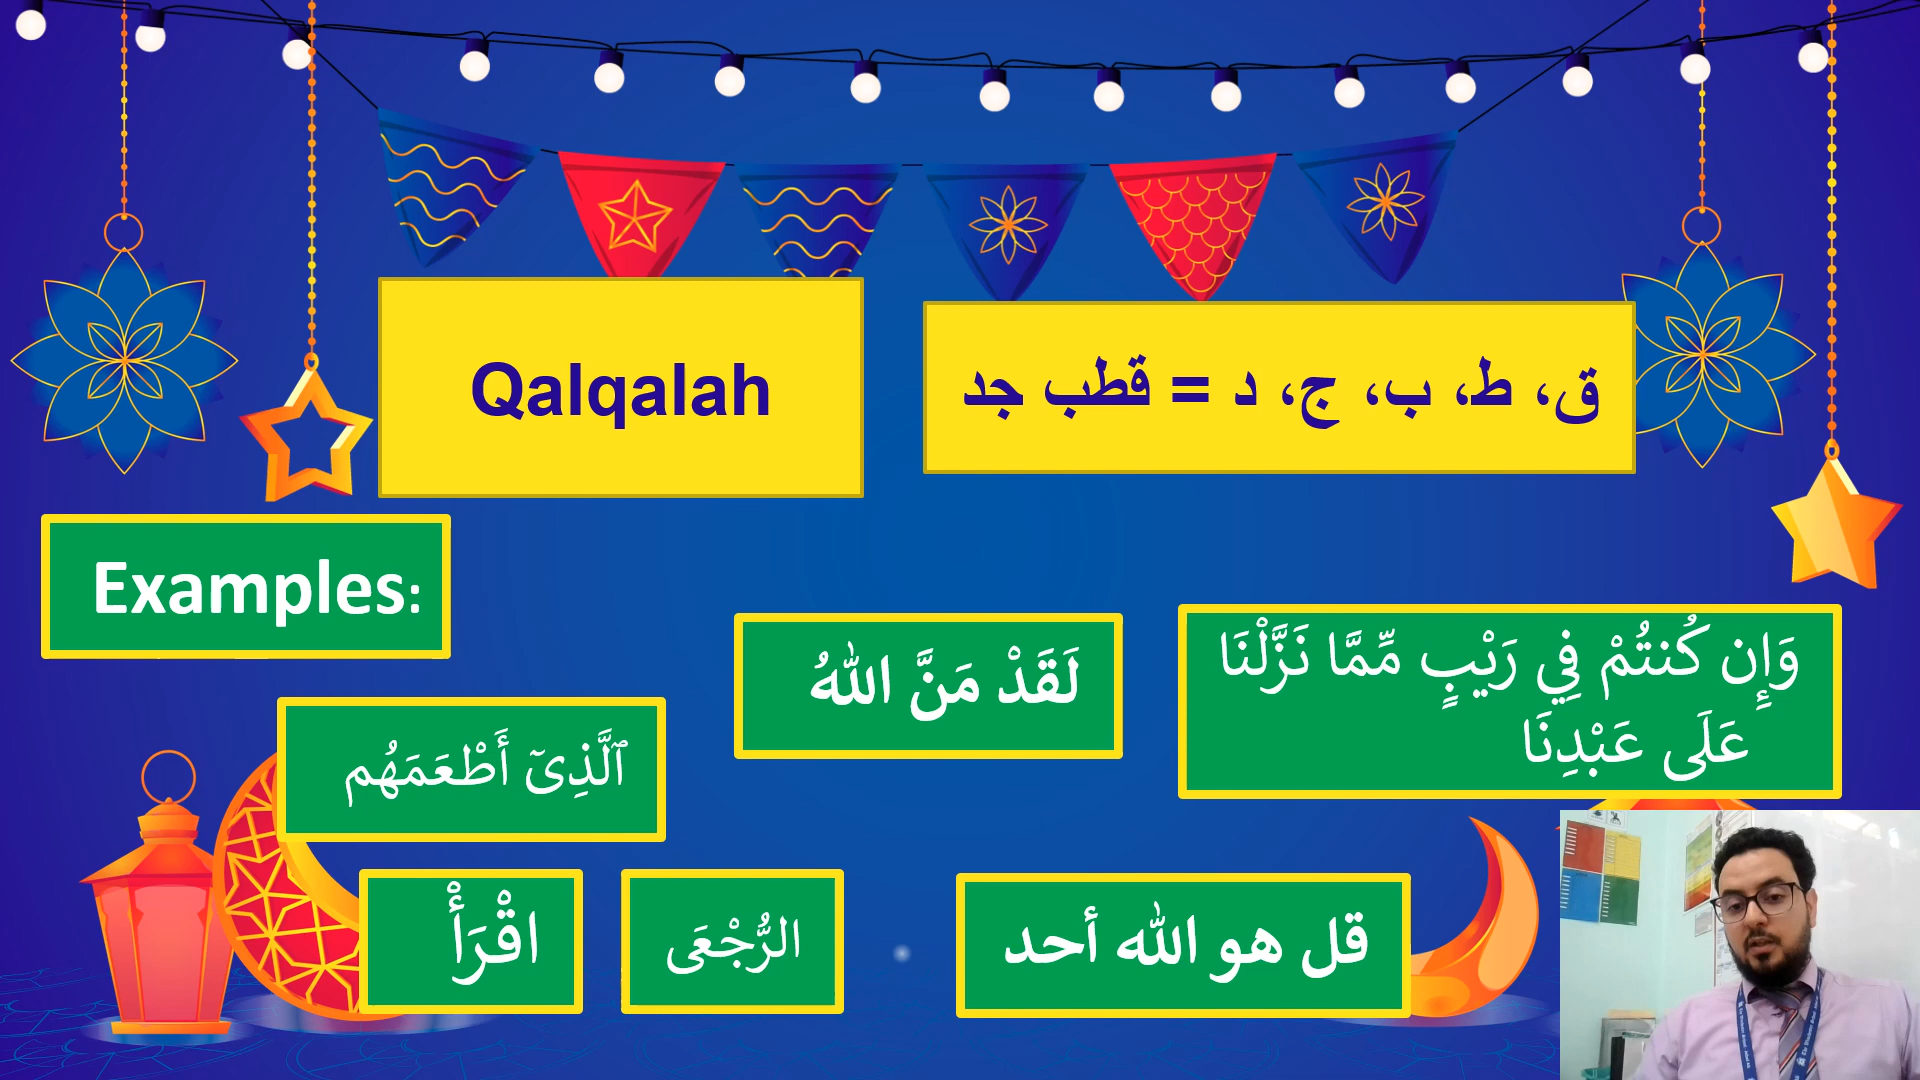 Qalqalah
ق، ط، ب، ج، د = قطب جد
Examples:
وَإِن كُنتُمْ فِي رَيْبٍ مِّمَّا نَزَّلْنَا
عَلَى عَبْدِنَا
لَقَدْ مَنَّ اللهُ
ٱلَّذِىٓ أَطْعَمَهُم
قل هو الله أحد
الرُّجْعَى
اقْرَأْ